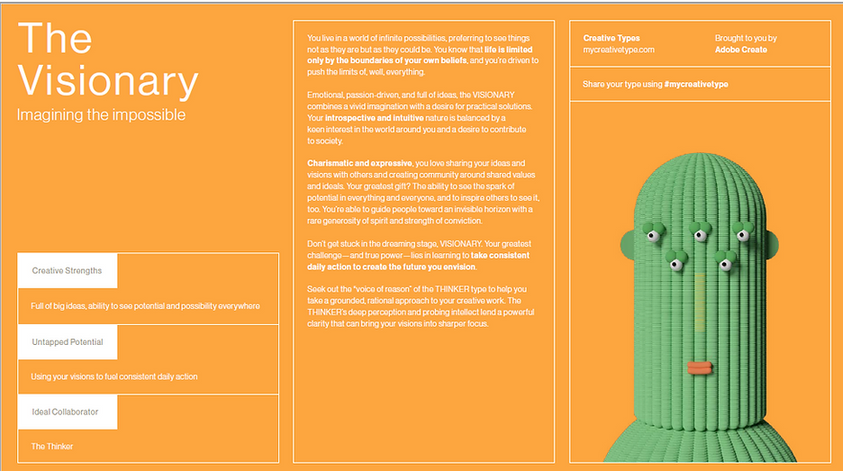 The
Visionary
Imagining the impossible
Creative Strengths
Full of big ideas, ability to see potential and possibility everywhere
Untapped Potential
Using your visions to fuel consistent daily action
Ideal Collaborator
The Thinker
You live in a world of infinite possibilities, preferring to see things
not as they are but as they could be. You know that life is limited
only by the boundaries of your own beliefs, and you're driven to
push the limits of, well, everything.
Emotional, passion-driven, and full of ideas, the VISIONARY
combines a vivid imagination with a desire for practical solutions.
Your introspective and intuitive nature is balanced by a
keen interest in the world around you and a desire to contribute
to society.
Charismatic and expressive, you love sharing your ideas and
visions with others and creating community around shared values
and ideals. Your greatest gift? The ability to see the spark of
potential in everything and everyone, and to inspire others to see it,
too. You're able to guide people toward an invisible horizon with a
rare generosity of spirit and strength of conviction.
Don't get stuck in the dreaming stage, VISIONARY. Your greatest
challenge—and true power—lies in learning to take consistent
daily action to create the future you envision.
Seek out the "voice of reason" of the THINKER type to help you
take a grounded, rational approach to your creative work. The
THINKER's deep perception and probing intellect lend a powerful
clarity that can bring your visions into sharper focus.
Creative Types
mycreativetype.com
Brought to you by
Adobe Create
Share your type using #mycreativetype